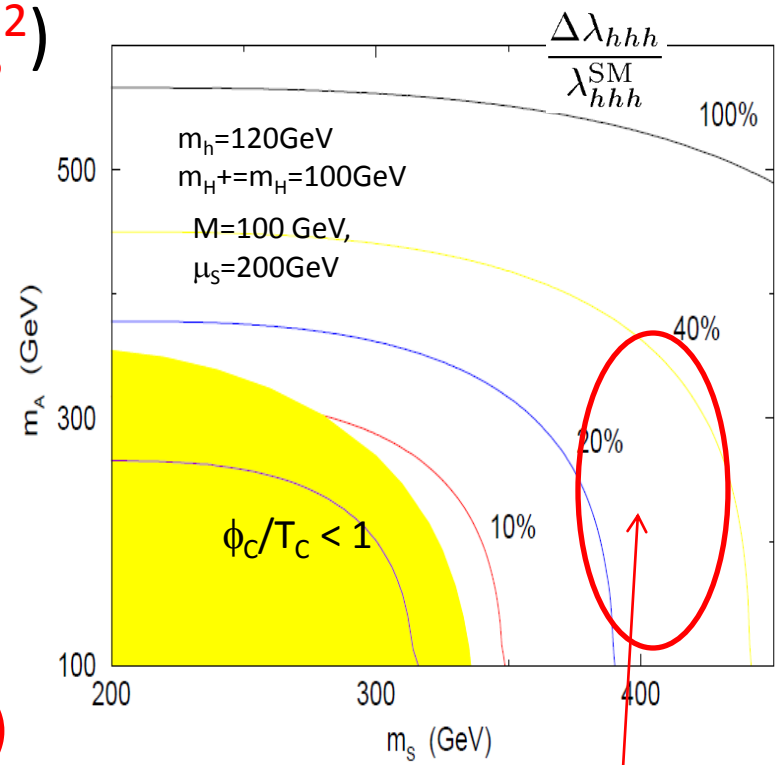 2)
Δλhhh
λSMhhh
100%
mh=120GeV
mH+=mH=100GeV
500
M=100 GeV,
μS=200GeV
mA (GeV)
40%
300
20%
10%
ϕC/TC < 1
100
200
300
400
mS (GeV)
)